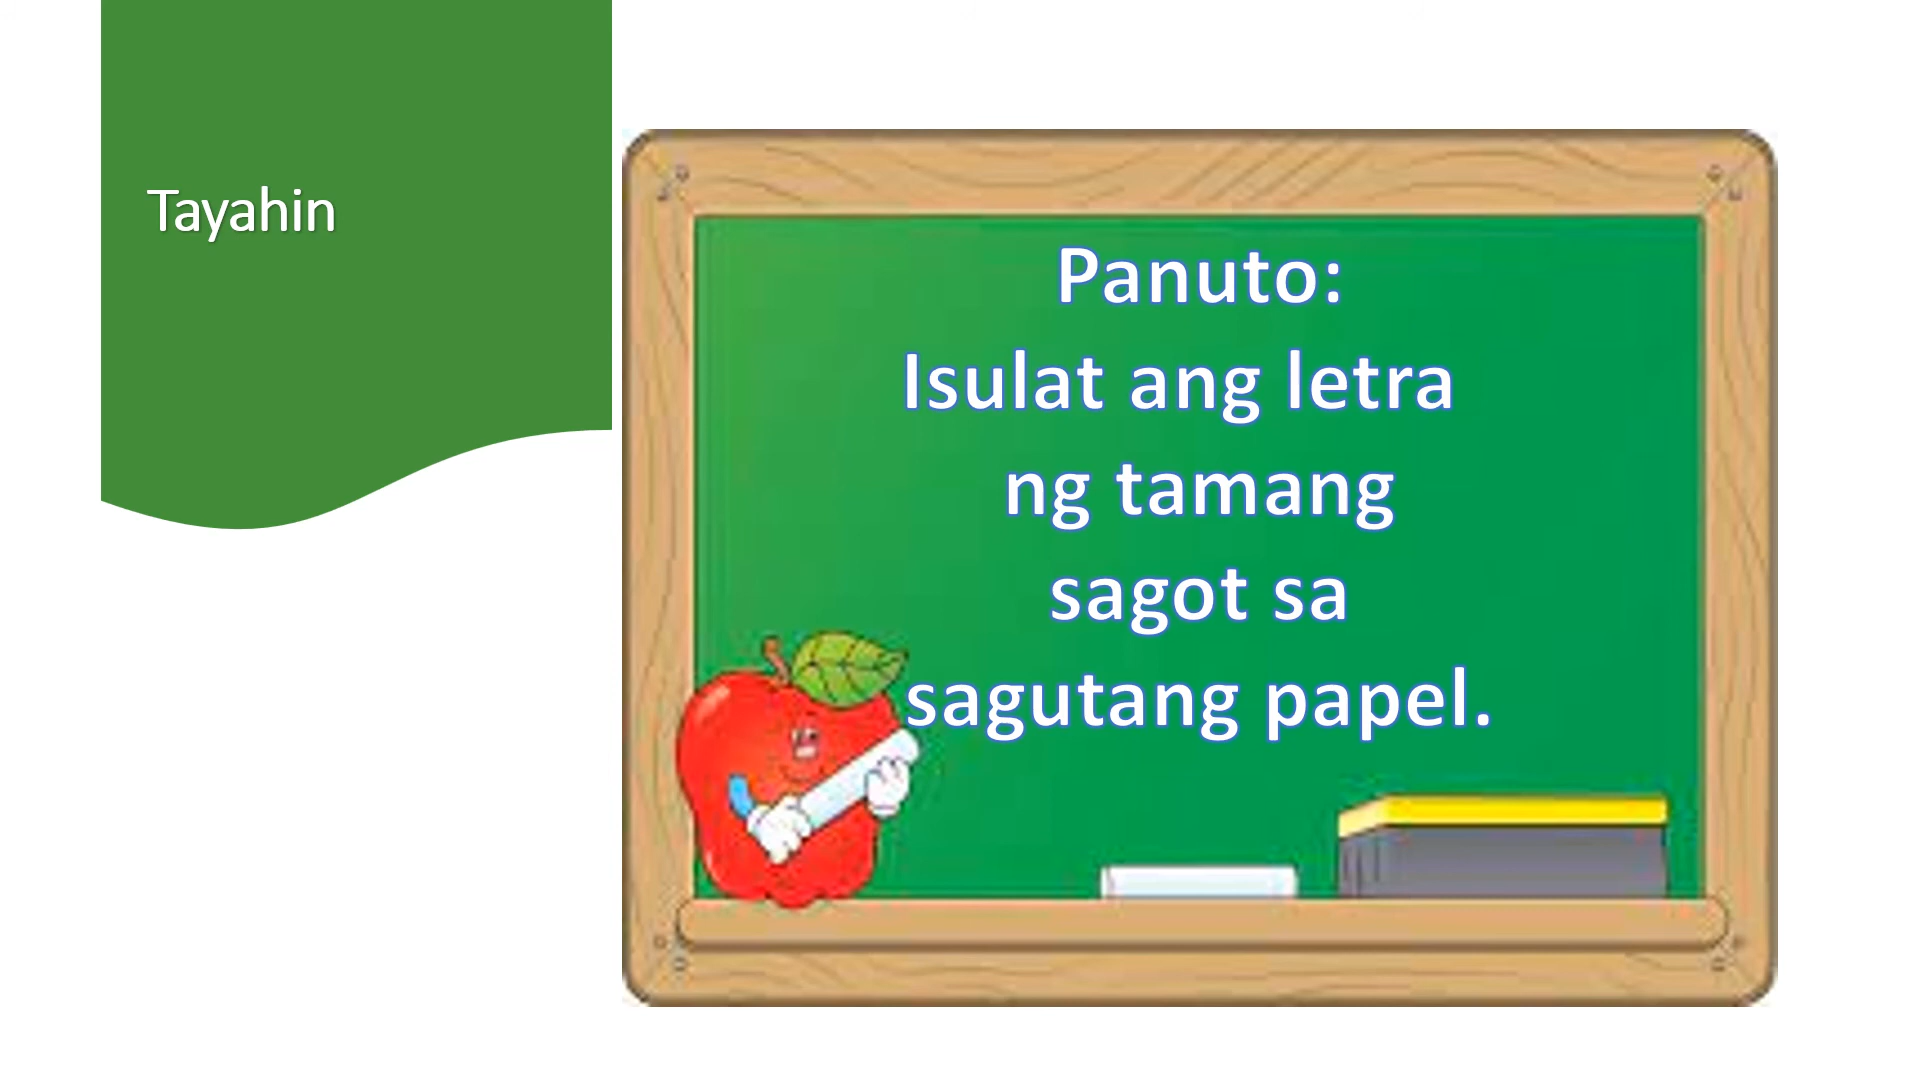 Tayahin
Panuto:
Isulat ang letra
ng tamang
sagot sa
sagutang papel.